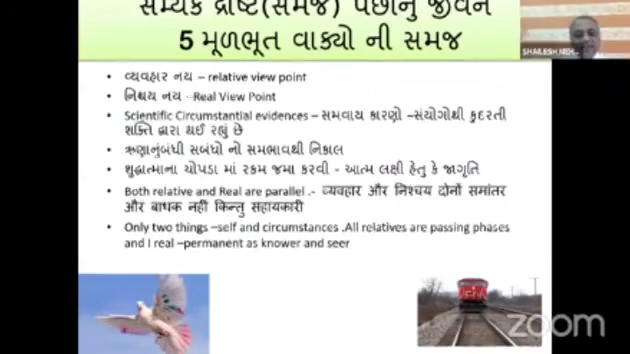 સમ્યક દ્રષ્ટિ(સમજ) પછીનું જીવન
5 મૂળભૂત વાક્યો ની સમજ
SHAILESH
• વ્યવહાર નય – relative view point
• નિશ્ચય નય –Real View Point
• Scientific Circumstantial evidences – સમવાય કારણો –સંયોગોથી કુદરતી
શક્તિ દ્વારા થઈ રહ્યું છે
• ઋણાનુંબંધી સબંધો નો સમભાવથી નિકાલ
• શુદ્ધાત્માના ચોપડા માં રકમ જમા કરવી - આત્મ લક્ષી હેતુ કે જાગૃતિ
• Both relative and Real are parallel .- व्यवहार और निश्चय दोनों समांतर
और बाधक नहीं किन्तु सहायकारी
• Only two things –self and circumstances .All relatives are passing phases
and I real –permanent as knower and seer
zoom